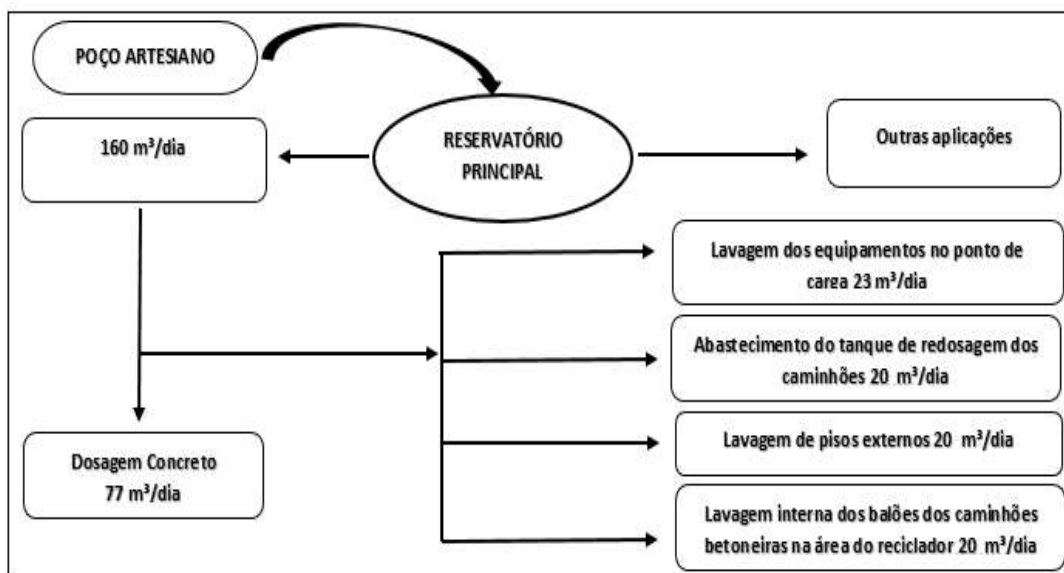 POÇO ARTESIANO
160 m³/dia
RESERVATÓRIO
PRINCIPAL
Outras aplicações
Lavagem dos equipamentos no ponto de
carga 23 m³/dia
Abastecimento do tanque de redosagem dos
caminhões 20 m³/dia
Lavagem de pisos externos 20 m³/dia
Dosagem Concreto
77 m³/dia
Lavagem interna dos balões dos caminhões
betoneiras na área do reciclador 20 m³/dia